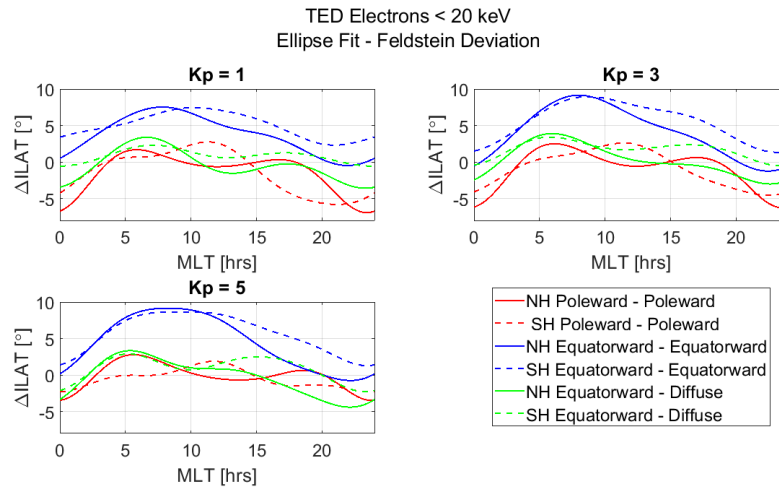 TED Electrons < 20 keV
Ellipse Fit - Feldstein Deviation
Kp = 1
10
5
0
-5
ΔILAT [°]
0 5 10 15 20
MLT [hrs]
Kp = 3
10
5
0
-5
ΔILAT [°]
0 5 10 15 20
MLT [hrs]
Kp = 5
10
5
0
-5
ΔILAT [°]
0 5 10 15 20
MLT [hrs]
NH Poleward - Poleward
SH Poleward - Poleward
NH Equatorward - Equatorward
SH Equatorward - Equatorward
NH Equatorward - Diffuse
SH Equatorward - Diffuse